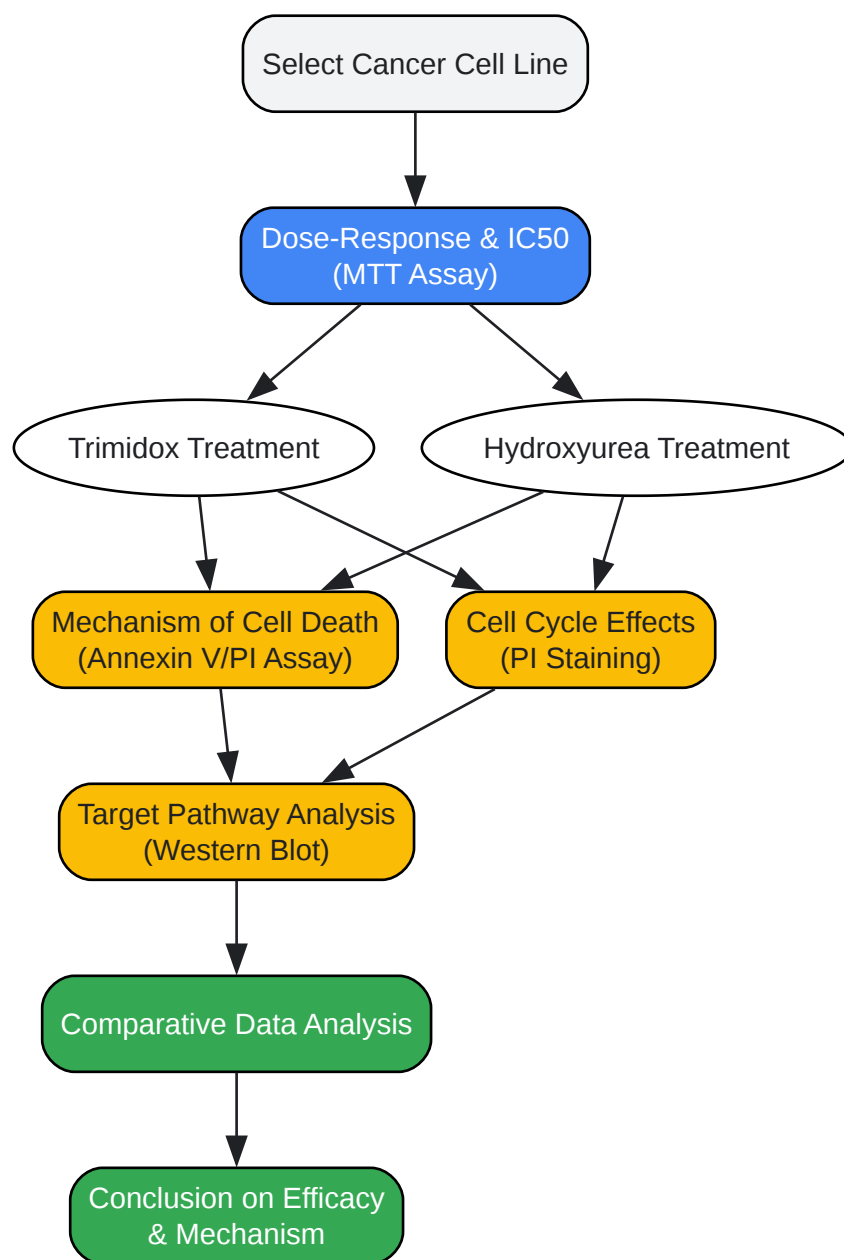 Select Cancer Cell Line
Dose-Response & IC50
(MTT Assay)
Trimidox Treatment
Hydroxyurea Treatment
Mechanism of Cell Death
(Annexin V/PI Assay)
Cell Cycle Effects
(PI Staining)
Target Pathway Analysis
(Western Blot)
Comparative Data Analysis
Conclusion on Efficacy
& Mechanism